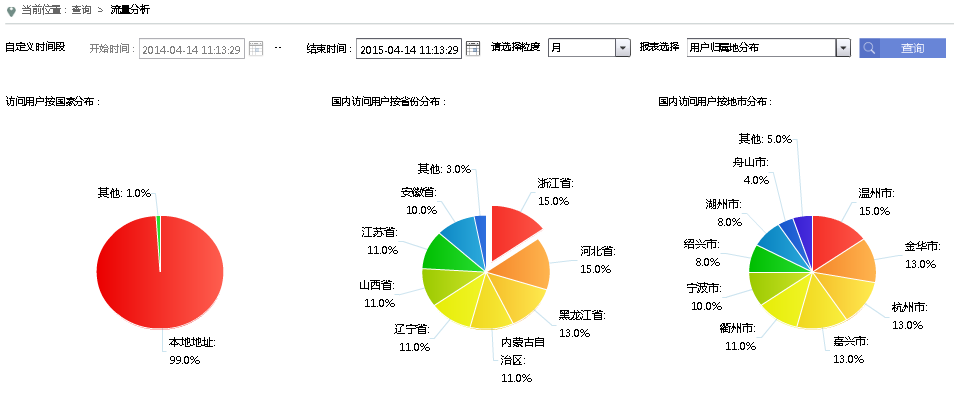 当前位置：查询 > 流量分析
自定义时间段 开始时间：2014-04-14 11:13:29 -- 结束时间：2015-04-14 11:13:29 请选择粒度 月 报表选择 用户归属地分布 查询
访问用户按国家分布：
其他: 1.0%
本地地址:
99.0%
国内访问用户按省份分布：
其他: 3.0%
浙江省:
15.0%
安徽省:
10.0%
江苏省:
11.0%
河北省:
15.0%
山西省:
11.0%
黑龙江省:
13.0%
辽宁省:
11.0%
内蒙古自
治区:
11.0%
国内访问用户按地市分布：
其他: 5.0%
舟山市:
4.0%
温州市:
15.0%
湖州市:
8.0%
金华市:
13.0%
绍兴市:
8.0%
宁波市:
10.0%
杭州市:
13.0%
衢州市:
11.0%
嘉兴市:
13.0%